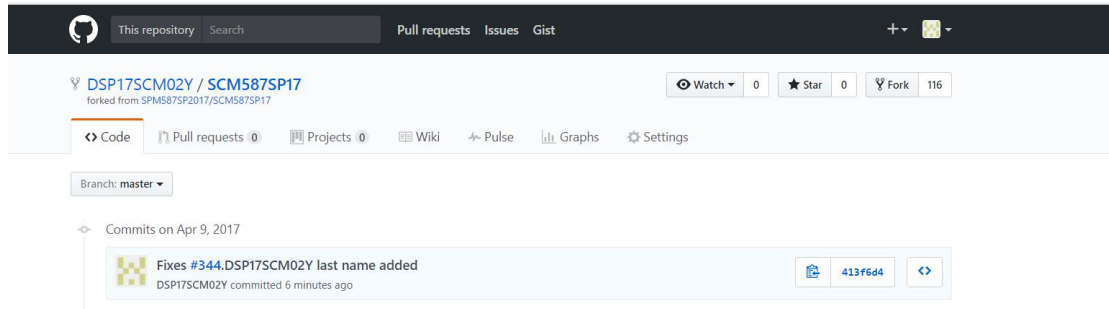 This repository Search Pull requests Issues Gist
DSP17SCM02Y / SCM587SP17 Watch 0 Star 0 Fork 116
forked from SPM587SP2017/SCM587SP17
Code Pull requests 0 Projects 0 Wiki Pulse Graphs Settings
Branch: master
Commits on Apr 9, 2017
Fixes #344.DSP17SCM02Y last name added
DSP17SCM02Y committed 6 minutes ago 413f6d4